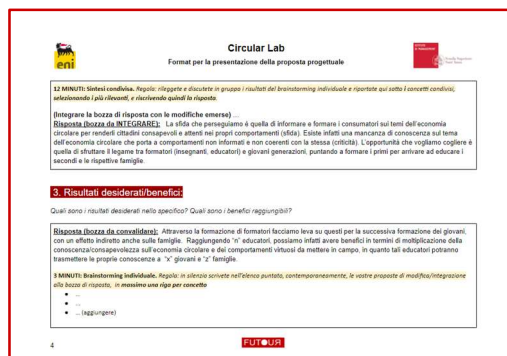 Circular Lab
eni
Format per la presentazione della proposta progettuale
12 MINUTI: Sintesi condivisa. Regola: rileggete e discutete in gruppo i risultati del brainstorming individuale e riportate qui sotto i concetti condivisi,
selezionando i più rilevanti, e riscrivendo quindi la risposta.
(Integrare la bozza di risposta con le modifiche emerse) ...
Risposta (bozza da INTEGRARE): La sfida che perseguiamo è quella di informare e formare i consumatori sui temi dell'economia
circolare per renderli cittadini consapevoli e attenti nei propri comportamenti (sfida). Esiste infatti una mancanza di conoscenza sul tema
dell'economia circolare che porta a comportamenti non informati e non coerenti con la stessa (criticità). L'opportunità che vogliamo cogliere è
quella di sfruttare il legame tra formatori (insegnanti, educatori) e giovani generazioni, puntando a formare i primi per arrivare ad educare i
secondi e le rispettive famiglie.
3. Risultati desiderati/benefici:
Quali sono i risultati desiderati nello specifico? Quali sono i benefici raggiungibili?
Risposta (bozza da convalidare): Attraverso la formazione di formatori facciamo leva su questi per la successiva formazione dei giovani,
con un effetto indiretto anche sulle famiglie. Raggiungendo "n" educatori, possiamo infatti avere benefici in termini di moltiplicazione della
conoscenza/consapevolezza sull'economia circolare e dei comportamenti virtuosi da mettere in campo, in quanto tali educatori potranno
trasmettere le proprie conoscenze a "x" giovani e "z" famiglie.
3 MINUTI: Brainstorming individuale. Regola: in silenzio scrivete nell'elenco puntato, contemporaneamente, le vostre proposte di modifica/integrazione
alla bozza di risposta, in massimo una riga per concetto
● ...
● ...
● ... (aggiungere)
4
FUTOUR